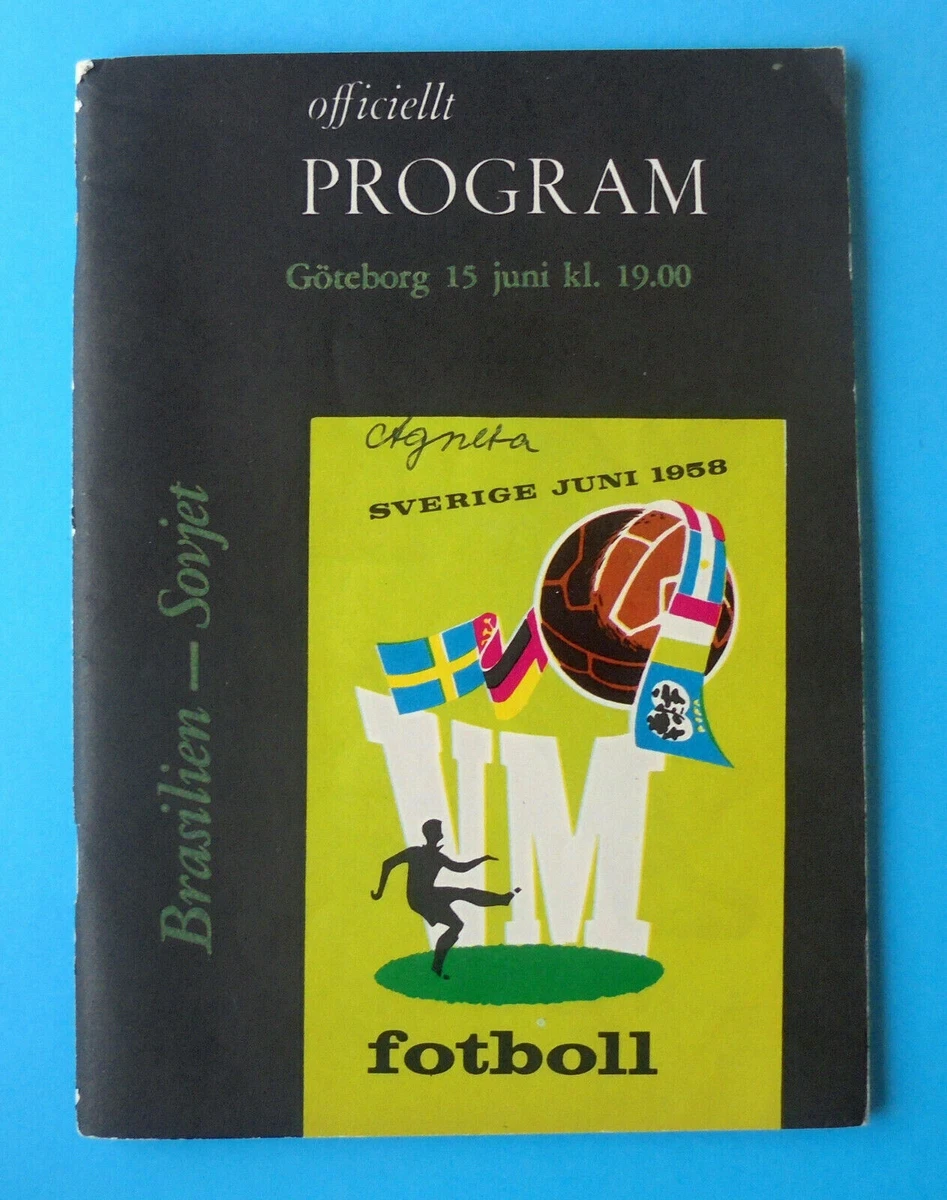 officiellt
PROGRAM
Göteborg 15 juni kl. 19.00
Brasilien — Sovjet
Agneta
SVERIGE JUNI 1958
VM
fotboll